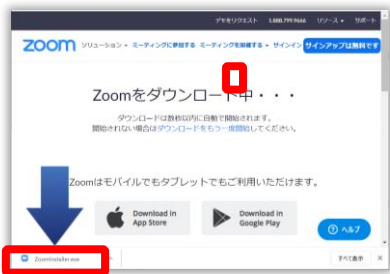 デモをリクエスト 1.888.799.9666 リソース サポート
zoom ソリューション ミーティングに参加する ミーティングを開催する サインイン サインアップは無料です
Zoomをダウンロード中・・・
ダウンロードは数秒以内に自動で開始されます。
開始されない場合はダウンロードをもう一度開始してください。
Zoomはモバイルでもタブレットでもご利用いただけます。
Download in
App Store
Download in
Google Play
ヘルプ
ZoomInstaller.exe すべて表示